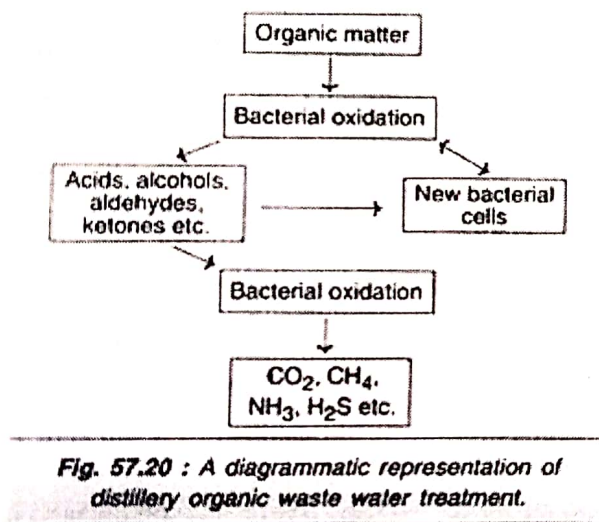 Organic matter
Bacterial oxidation
Acids, alcohols,
aldehydes,
ketones etc.
New bacterial
cells
Bacterial oxidation
CO₂, CH₄,
NH₃, H₂S etc.
Fig. 57.20 : A diagrammatic representation of
distillery organic waste water treatment.